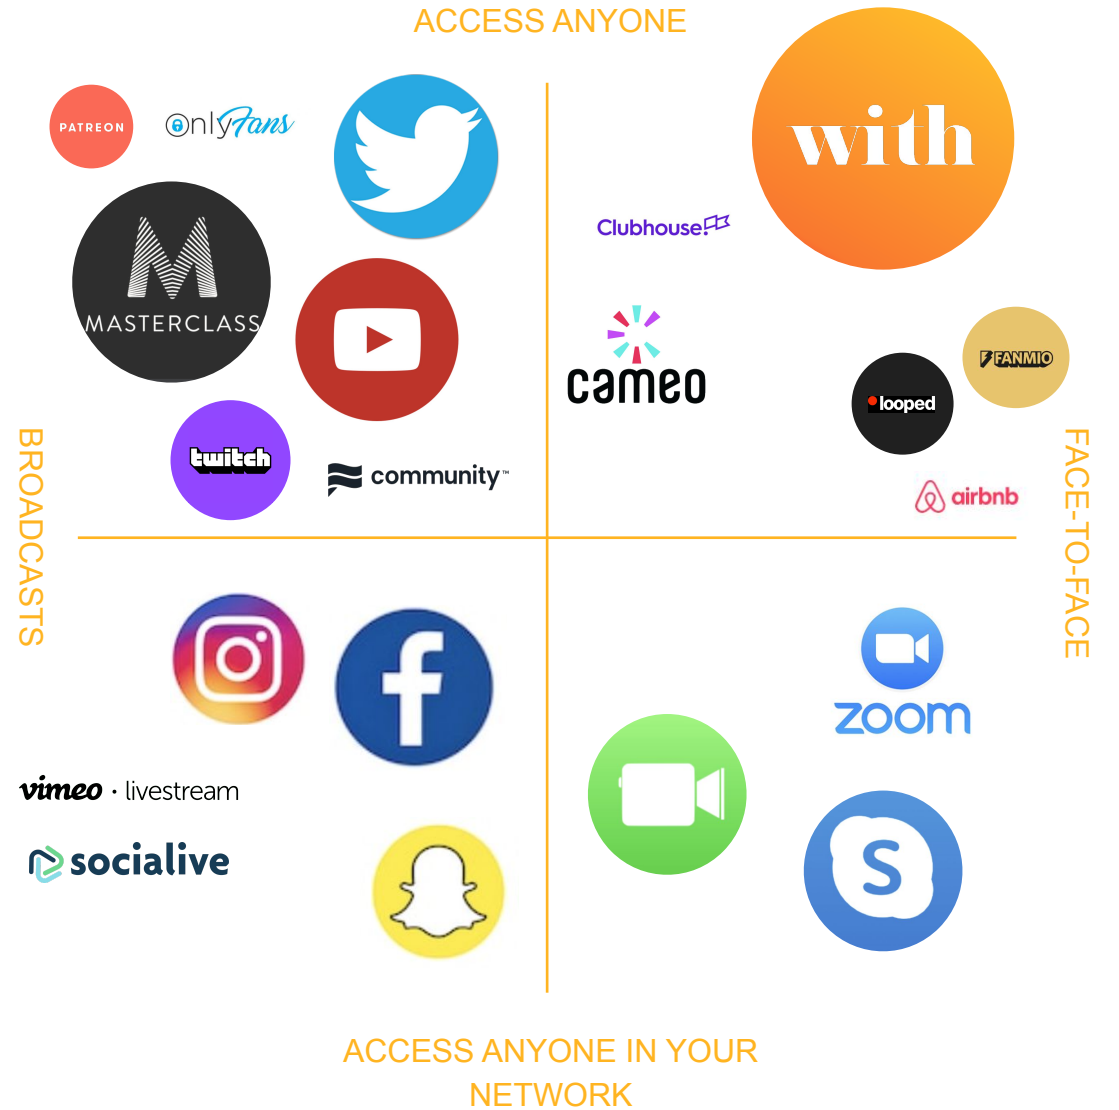 ACCESS ANYONE
PATREON
OnlyFans
with
MASTERCLASS
Clubhouse
cameo
FANMIO
looped
twitch
community™
airbnb
BROADCASTS
FACE-TO-FACE
f
zoom
vimeo · livestream
socialive
S
ACCESS ANYONE IN YOUR
NETWORK